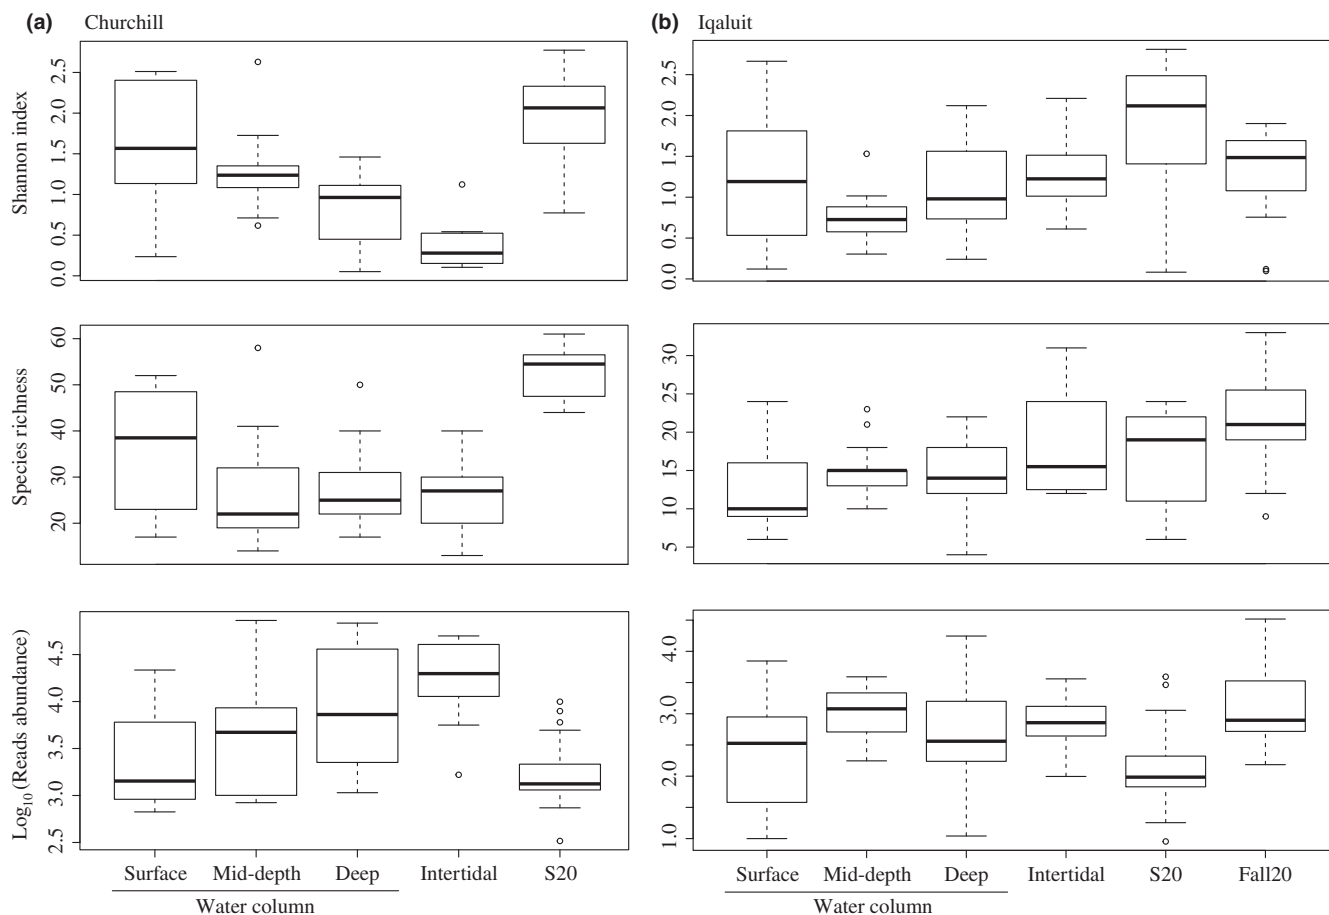 (a) Churchill
Shannon index
0.0 0.5 1.0 1.5 2.0 2.5
Species richness
20 30 40 50 60
Log10 (Reads abundance)
2.5 3.0 3.5 4.0 4.5
Surface Mid-depth Deep Intertidal S20
Water column
(b) Iqaluit
0.0 0.5 1.0 1.5 2.0 2.5
5 10 15 20 25 30
1.0 2.0 3.0 4.0
Surface Mid-depth Deep Intertidal S20 Fall20
Water column